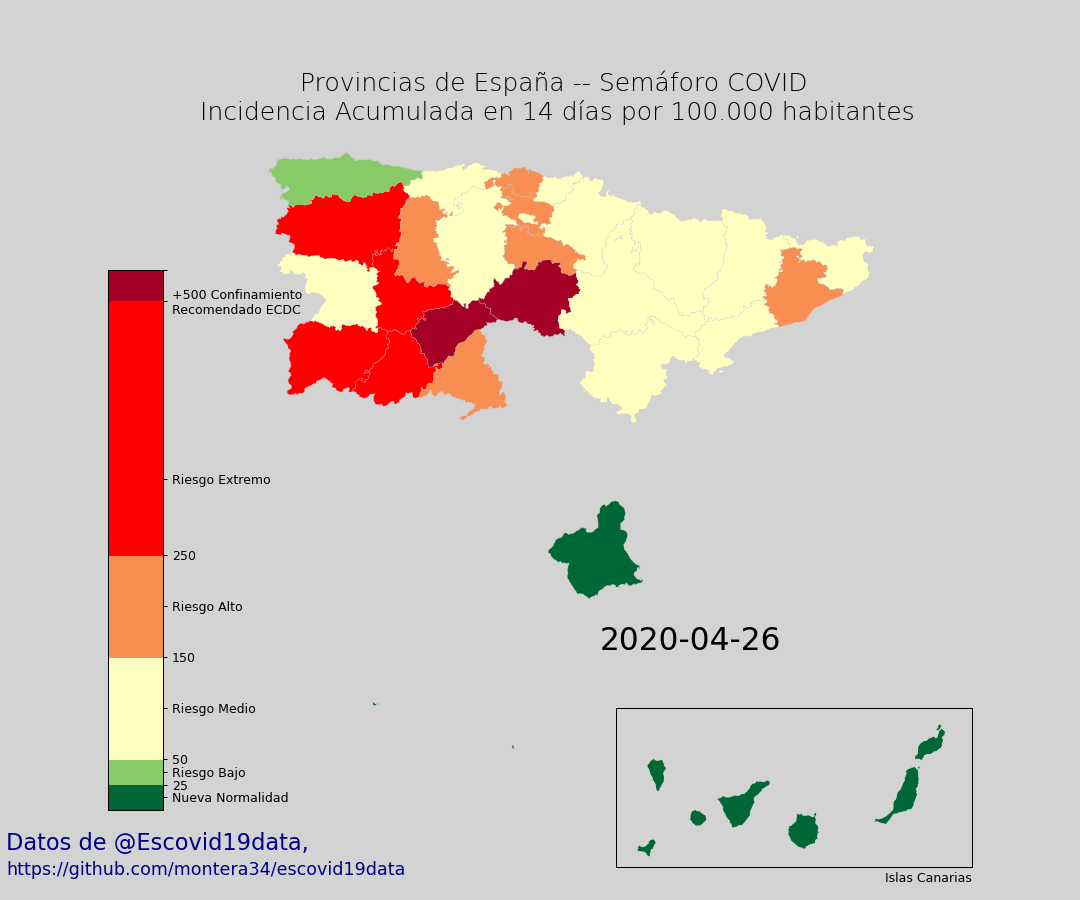 Provincias de España -- Semáforo COVID
Incidencia Acumulada en 14 días por 100.000 habitantes
+500 Confinamiento
Recomendado ECDC
Riesgo Extremo
250
Riesgo Alto
150
Riesgo Medio
50
Riesgo Bajo
25
Nueva Normalidad
2020-04-26
Islas Canarias
Datos de @Escovid19data,
https://github.com/montera34/escovid19data